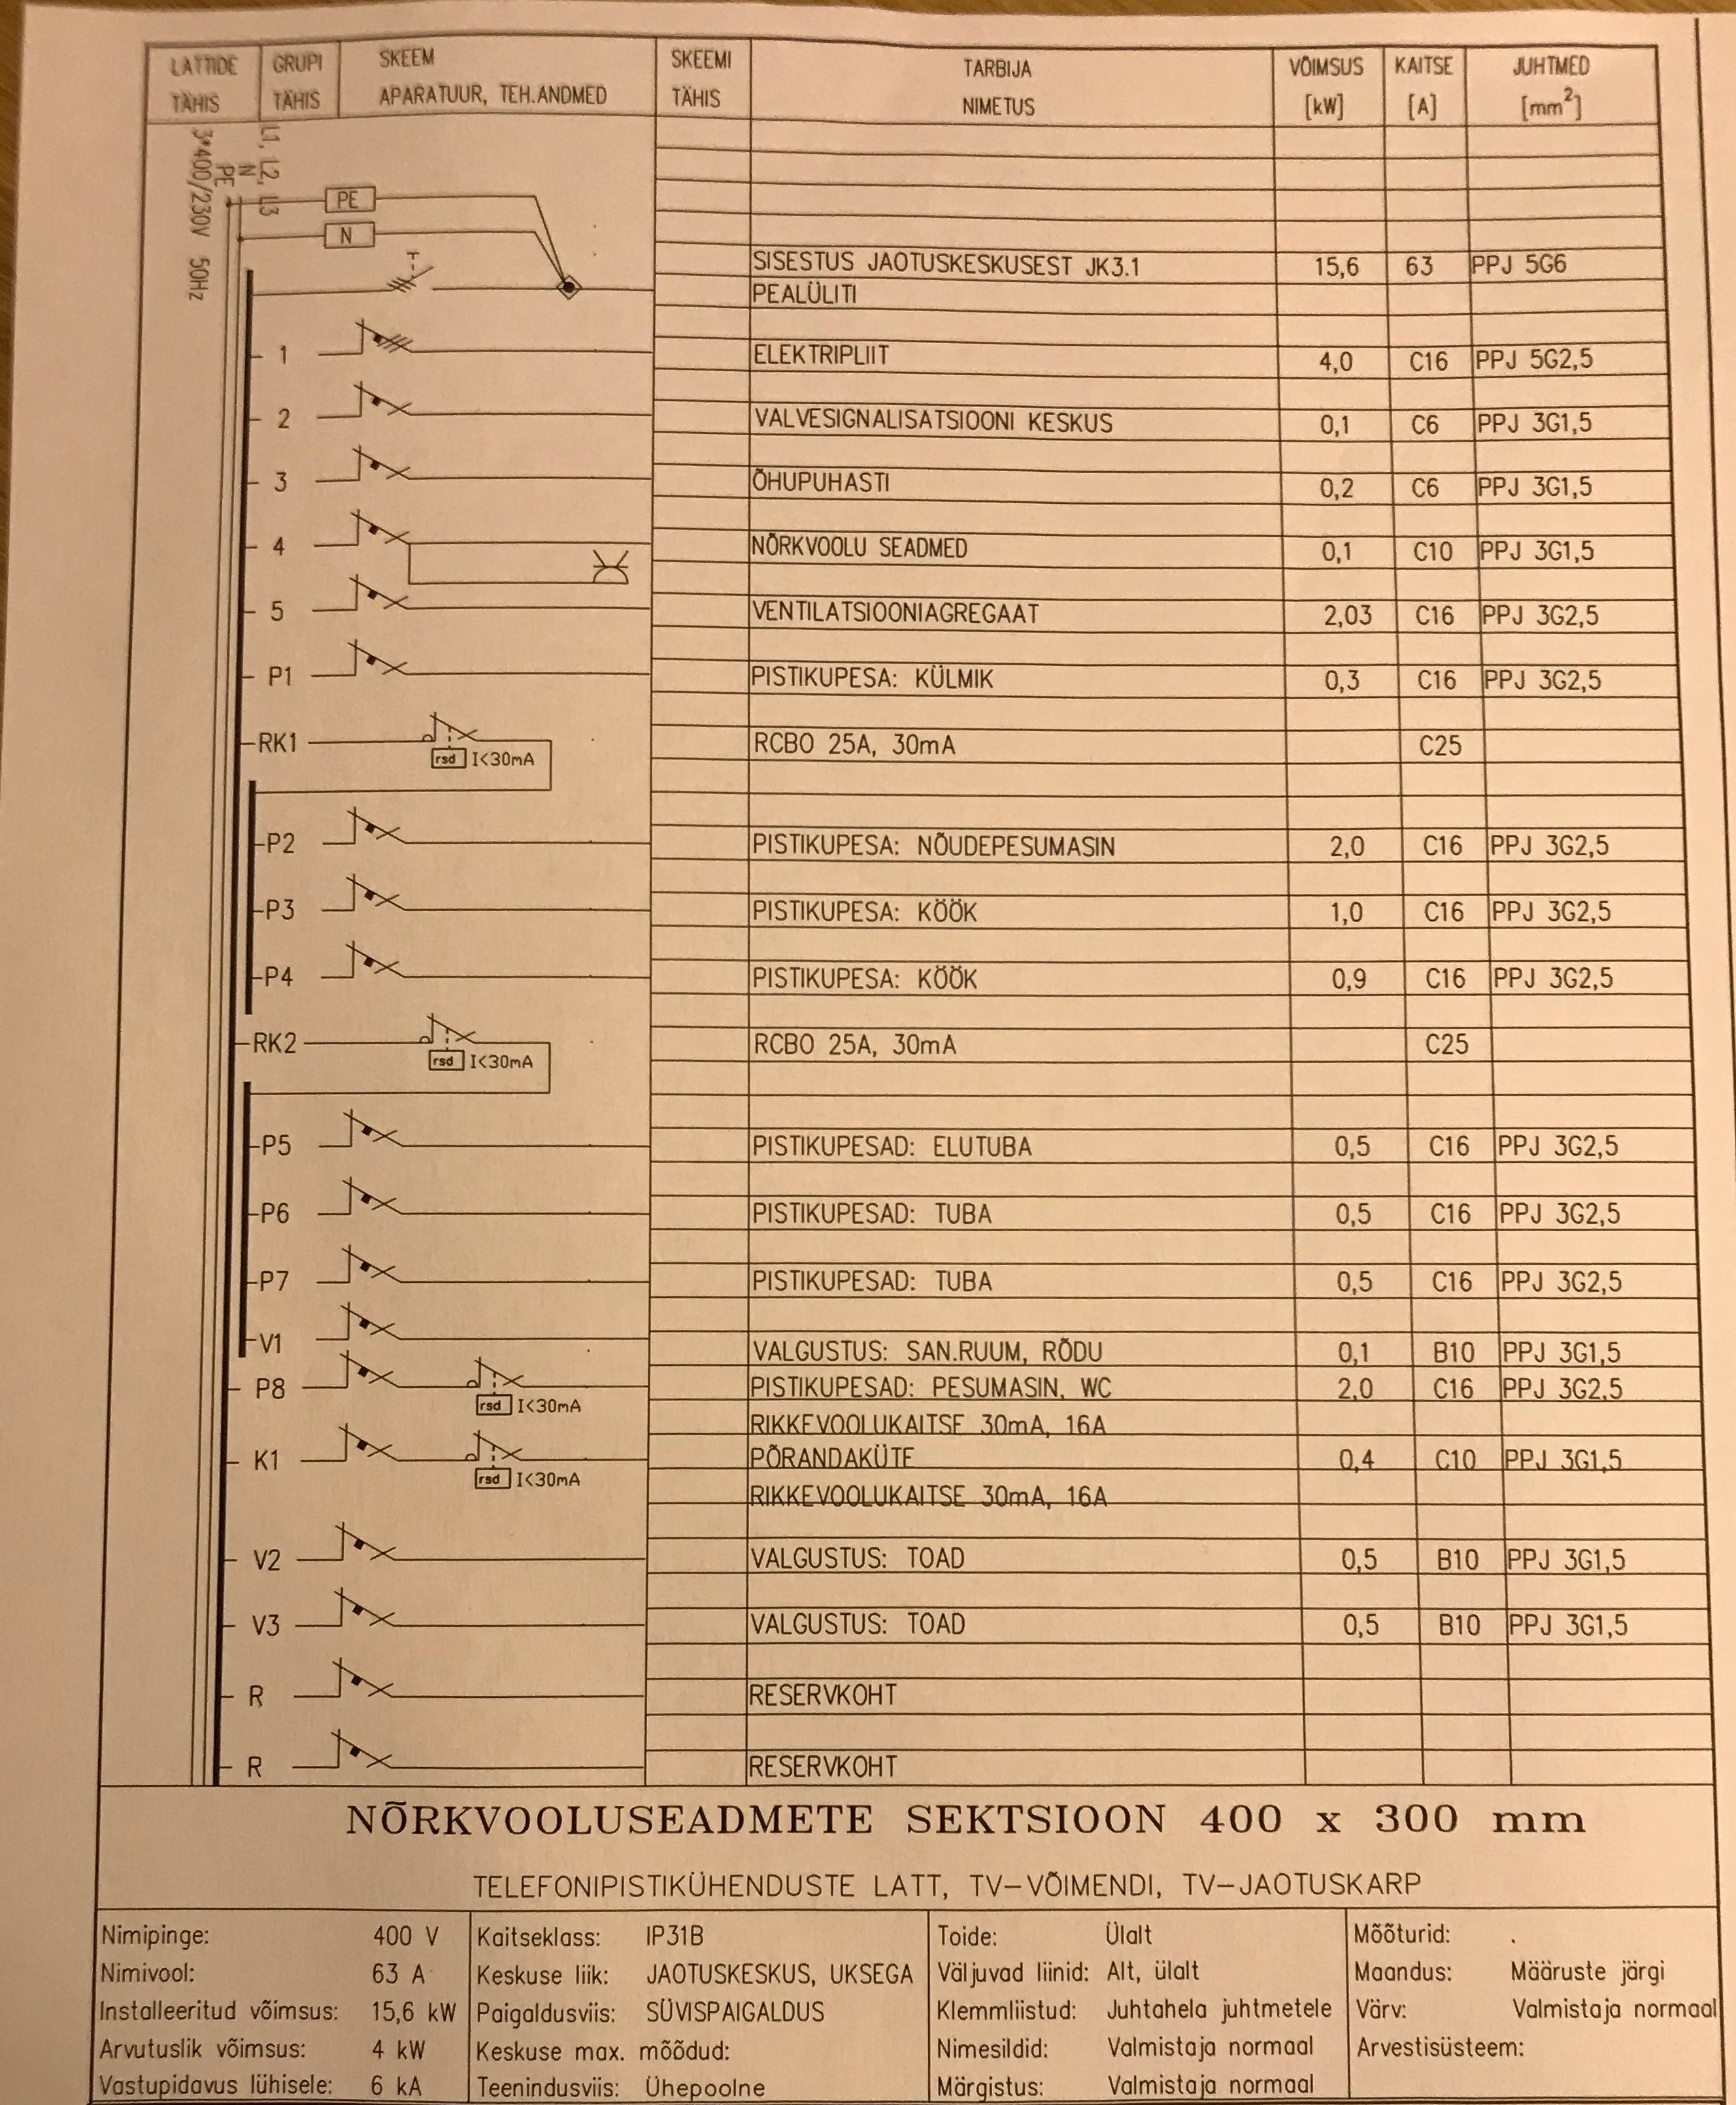 LATTIDE TÄHIS GRUPI TÄHIS SKEEM APARATUUR, TEH.ANDMED SKEEMI TÄHIS TARBIJA NIMETUS VÕIMSUS [kW] KAITSE [A] JUHTMED [mm²]
L1, L2, L3
N
PE
3*400/230V 50Hz
PE
N
SISESTUS JAOTUSKESKUSEST JK3.1 15,6 63 PPJ 5G6
PEALÜLITI
1 ELEKTRIPLIIT 4,0 C16 PPJ 5G2,5
2 VALVESIGNALISATSIOONI KESKUS 0,1 C6 PPJ 3G1,5
3 ÕHUPUHASTI 0,2 C6 PPJ 3G1,5
4 NÕRKVOOLU SEADMED 0,1 C10 PPJ 3G1,5
5 VENTILATSIOONIAGREGAAT 2,03 C16 PPJ 3G2,5
P1 PISTIKUPESA: KÜLMIK 0,3 C16 PPJ 3G2,5
RK1 rsd I<30mA RCBO 25A, 30mA C25
P2 PISTIKUPESA: NÕUDEPESUMASIN 2,0 C16 PPJ 3G2,5
P3 PISTIKUPESA: KÖÖK 1,0 C16 PPJ 3G2,5
P4 PISTIKUPESA: KÖÖK 0,9 C16 PPJ 3G2,5
RK2 rsd I<30mA RCBO 25A, 30mA C25
P5 PISTIKUPESAD: ELUTUBA 0,5 C16 PPJ 3G2,5
P6 PISTIKUPESAD: TUBA 0,5 C16 PPJ 3G2,5
P7 PISTIKUPESAD: TUBA 0,5 C16 PPJ 3G2,5
V1 VALGUSTUS: SAN.RUUM, RÕDU 0,1 B10 PPJ 3G1,5
P8 PISTIKUPESAD: PESUMASIN, WC 2,0 C16 PPJ 3G2,5
rsd I<30mA RIKKEVOOLUKAITSE 30mA, 16A
K1 PÕRANDAKÜTE 0,4 C10 PPJ 3G1,5
rsd I<30mA RIKKEVOOLUKAITSE 30mA, 16A
V2 VALGUSTUS: TOAD 0,5 B10 PPJ 3G1,5
V3 VALGUSTUS: TOAD 0,5 B10 PPJ 3G1,5
R RESERVKOHT
R RESERVKOHT
NÕRKVOOLUSEADMETE SEKTSIOON 400 x 300 mm
TELEFONIPISTIKÜHENDUSTE LATT, TV-VÕIMENDI, TV-JAOTUSKARP
Nimipinge: 400 V Kaitseklass: IP31B Toide: Ülalt Mõõturid: .
Nimivool: 63 A Keskuse liik: JAOTUSKESKUS, UKSEGA Väljuvad liinid: Alt, ülalt Maandus: Määruste järgi
Installeeritud võimsus: 15,6 kW Paigaldusviis: SÜVISPAIGALDUS Klemmliistud: Juhtahela juhtmetele Värv: Valmistaja normaal
Arvutuslik võimsus: 4 kW Keskuse max. mõõdud: Nimesildid: Valmistaja normaal Arvestisüsteem:
Vastupidavus lühisele: 6 kA Teenindusviis: Ühepoolne Märgistus: Valmistaja normaal